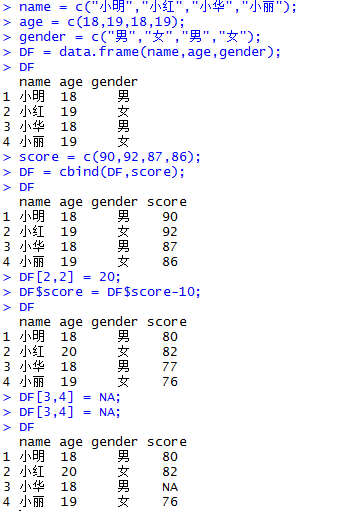 > name = c("小明","小红","小华","小丽");
> age = c(18,19,18,19);
> gender = c("男","女","男","女");
> DF = data.frame(name,age,gender);
> DF
  name age gender
1 小明  18     男
2 小红  19     女
3 小华  18     男
4 小丽  19     女
> score = c(90,92,87,86);
> DF = cbind(DF,score);
> DF
  name age gender score
1 小明  18     男    90
2 小红  19     女    92
3 小华  18     男    87
4 小丽  19     女    86
> DF[2,2] = 20;
> DF$score = DF$score-10;
> DF
  name age gender score
1 小明  18     男    80
2 小红  20     女    82
3 小华  18     男    77
4 小丽  19     女    76
> DF[3,4] = NA;
> DF[3,4] = NA;
> DF
  name age gender score
1 小明  18     男    80
2 小红  20     女    82
3 小华  18     男    NA
4 小丽  19     女    76